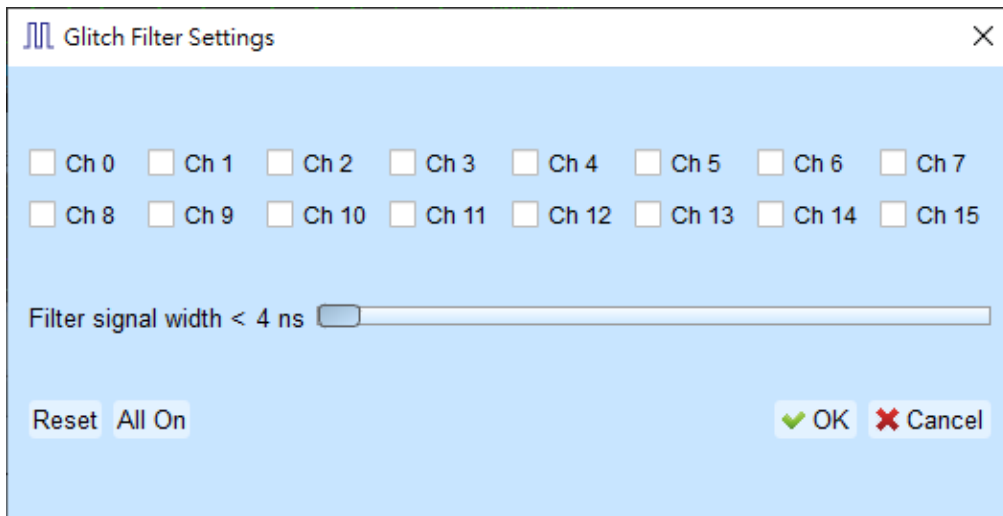 Glitch Filter Settings
Ch 0 Ch 1 Ch 2 Ch 3 Ch 4 Ch 5 Ch 6 Ch 7
Ch 8 Ch 9 Ch 10 Ch 11 Ch 12 Ch 13 Ch 14 Ch 15
Filter signal width < 4 ns
Reset All On OK Cancel